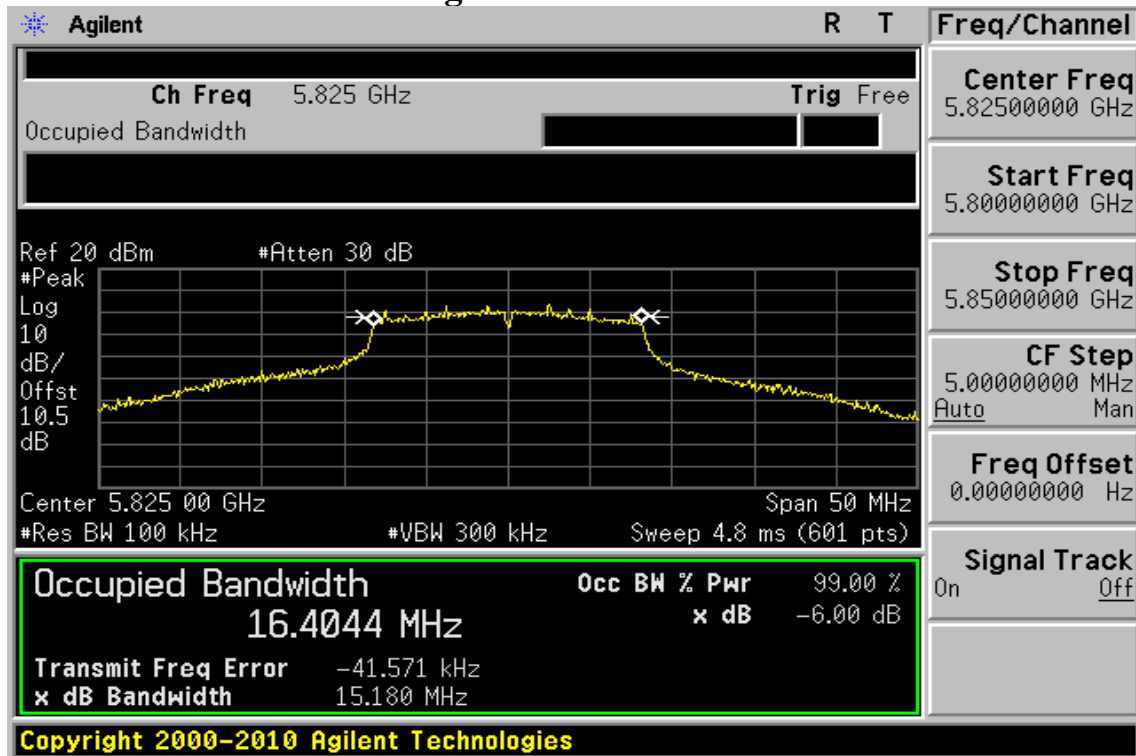 Agilent
R T
Ch Freq 5.825 GHz
Trig Free
Occupied Bandwidth
Ref 20 dBm
#Atten 30 dB
#Peak
Log
10
dB/
Offst
10.5
dB
Center 5.825 00 GHz
Span 50 MHz
#Res BW 100 kHz
#VBW 300 kHz
Sweep 4.8 ms (601 pts)
Occupied Bandwidth
16.4044 MHz
Occ BW % Pwr 99.00 %
x dB -6.00 dB
Transmit Freq Error -41.571 kHz
x dB Bandwidth 15.180 MHz
Copyright 2000-2010 Agilent Technologies
Freq/Channel
Center Freq
5.82500000 GHz
Start Freq
5.80000000 GHz
Stop Freq
5.85000000 GHz
CF Step
5.00000000 MHz
Auto Man
Freq Offset
0.00000000 Hz
Signal Track
On Off